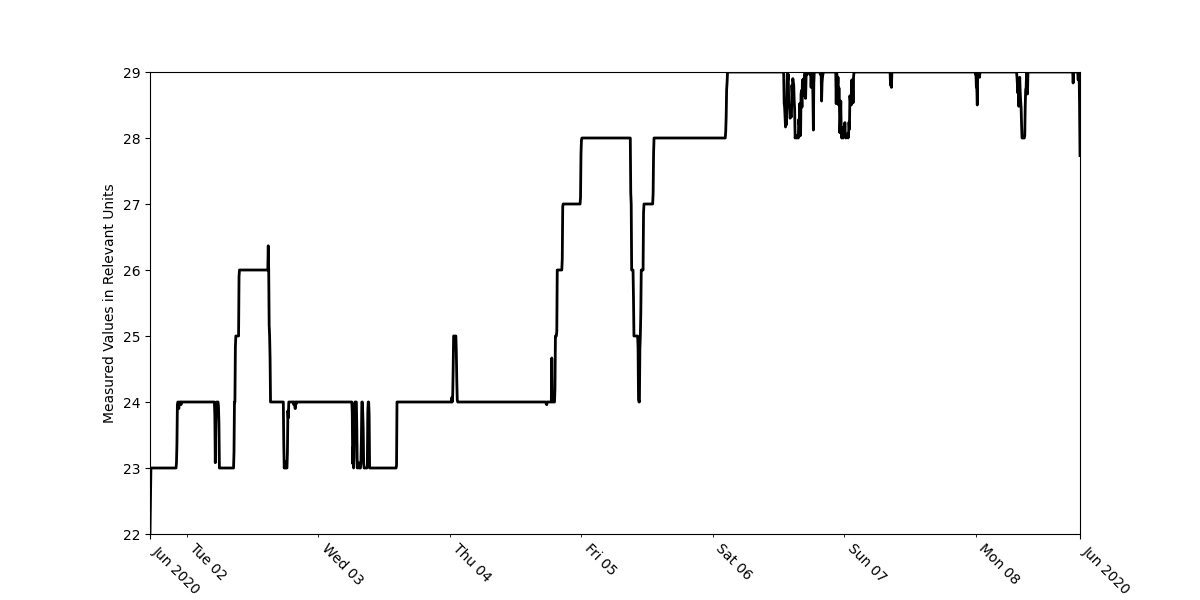 29
28
27
26
25
24
23
22
Measured Values in Relevant Units
Jun 2020
Tue 02
Wed 03
Thu 04
Fri 05
Sat 06
Sun 07
Mon 08
Jun 2020